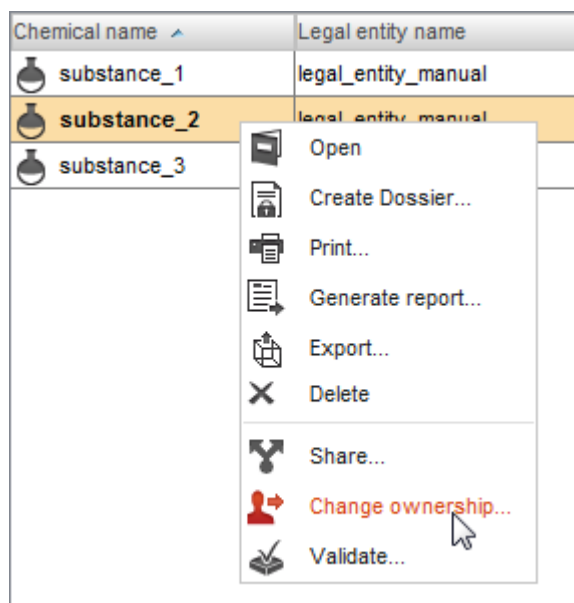 Chemical name Legal entity name
substance_1 legal_entity_manual
substance_2 legal_entity_manual
substance_3
Open
Create Dossier...
Print...
Generate report...
Export...
Delete
Share...
Change ownership...
Validate...